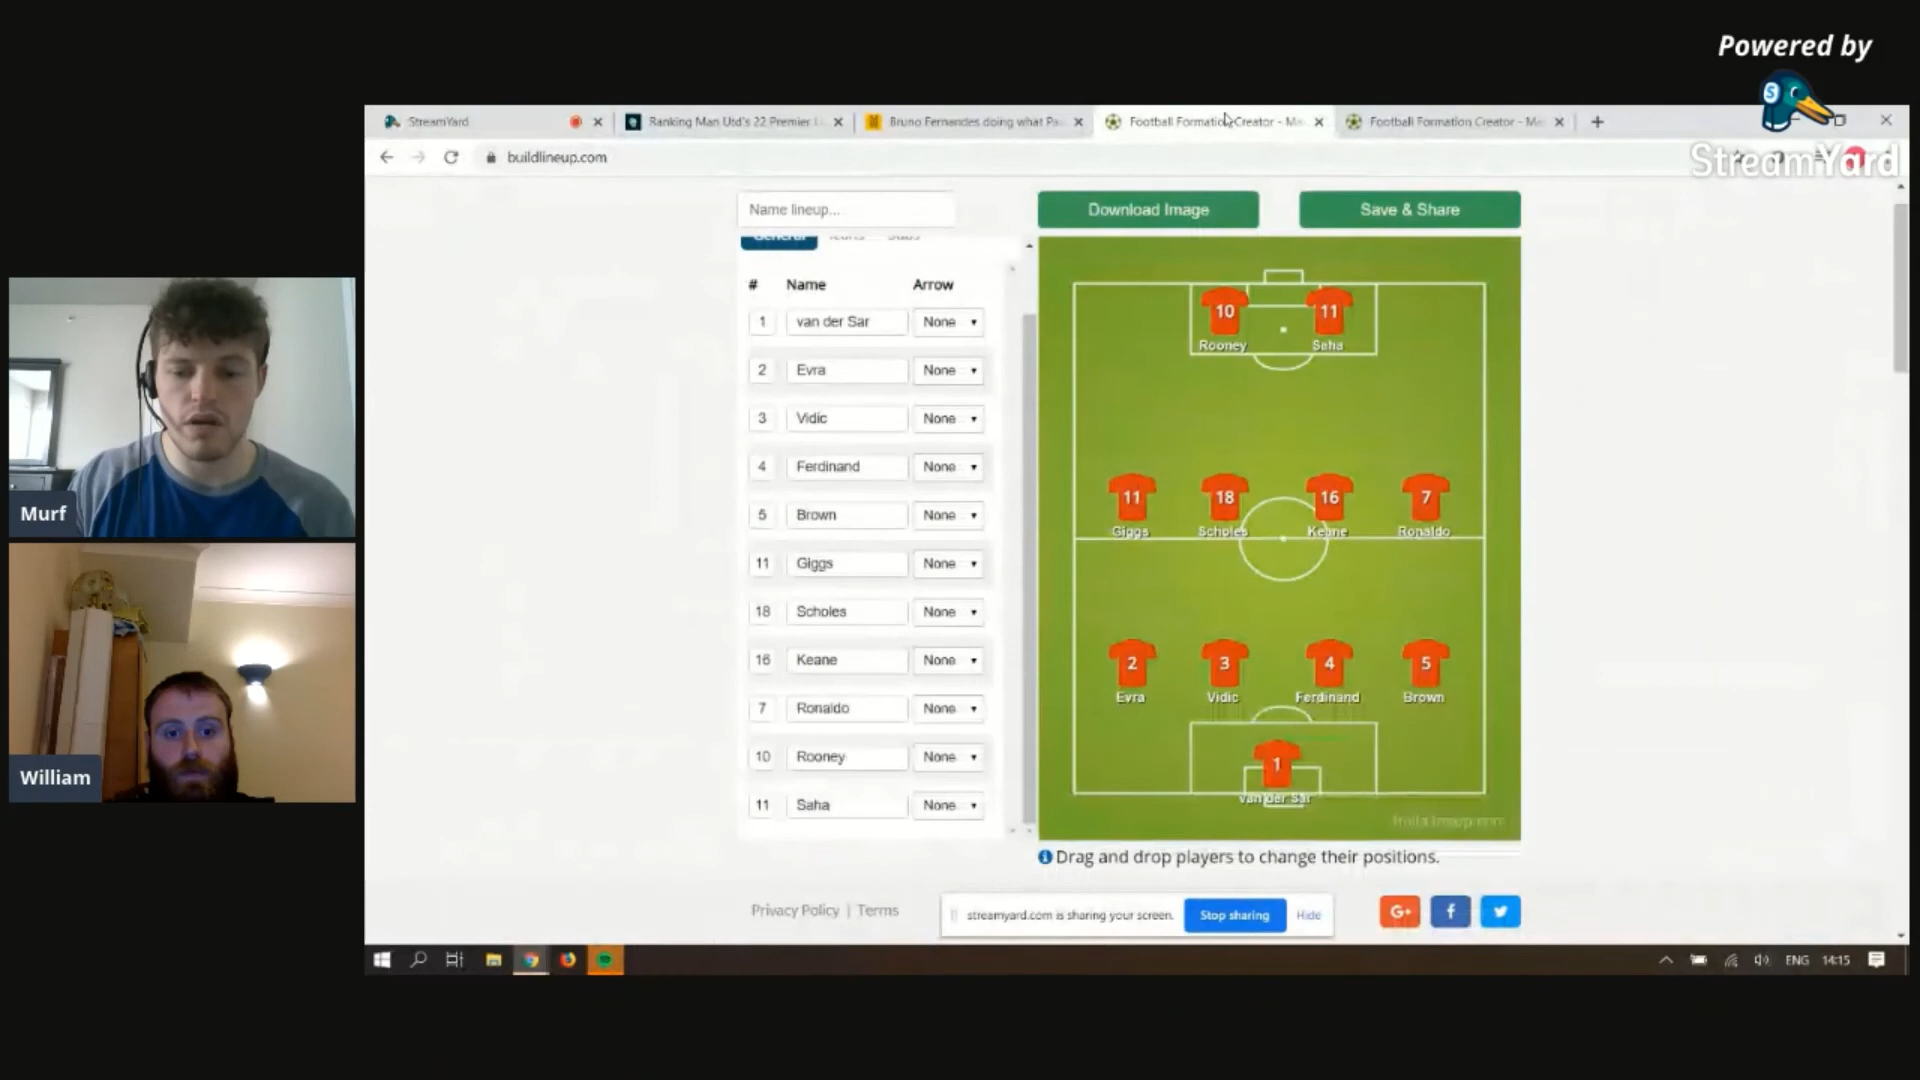 Powered by
StreamYard
StreamYard
Ranking Man Utd's 22 Premier L
Bruno Fernandes doing what Pa
Football Formation Creator - Ma
Football Formation Creator - Ma
buildlineup.com
Name lineup...
Download Image
Save & Share
General Icons Subs
# Name Arrow
1 van der Sar None
2 Evra None
3 Vidic None
4 Ferdinand None
5 Brown None
11 Giggs None
18 Scholes None
16 Keane None
7 Ronaldo None
10 Rooney None
11 Saha None
10 11
Rooney Saha
11 18 16 7
Giggs Scholes Keane Ronaldo
2 3 4 5
Evra Vidic Ferdinand Brown
1
van der Sar
Drag and drop players to change their positions.
Privacy Policy | Terms
streamyard.com is sharing your screen.
Stop sharing
Hide
G+
f
ENG 14:15
Murf
William